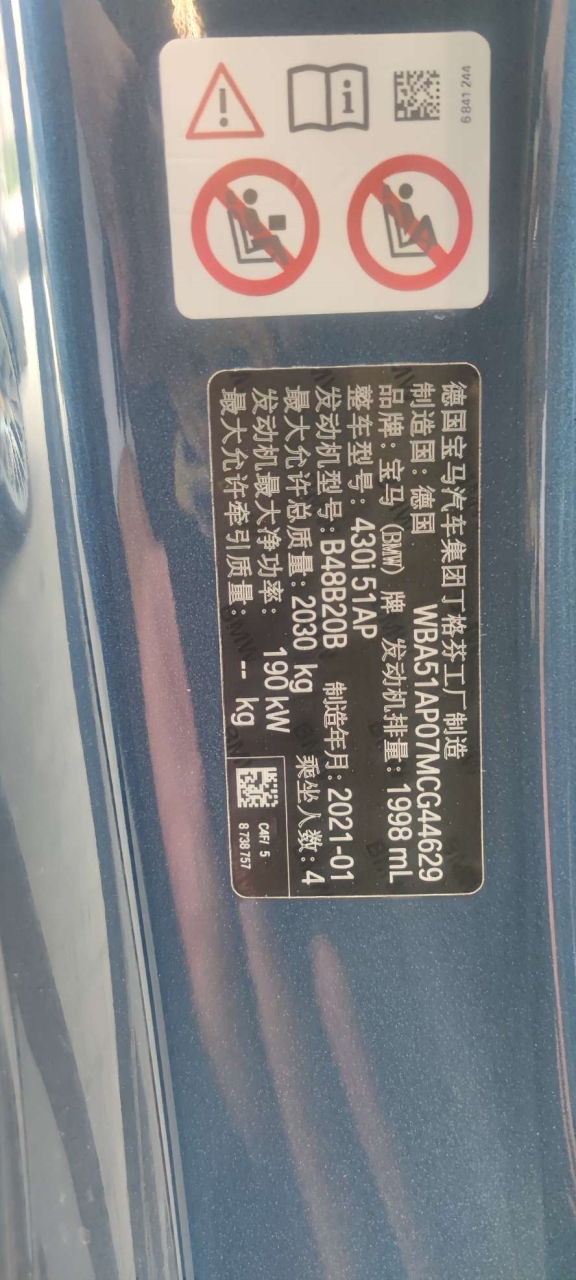 6 841 244
德国宝马汽车集团丁格芬工厂制造
制造国：德国 WBA51AP07MCG44629
品牌：宝马（BMW）牌 发动机排量：1998 mL
整车型号：430i 51AP
发动机型号：B48B20B 制造年月：2021-01
最大允许总质量：2030 kg 乘坐人数：4
发动机最大净功率：190 kW
最大允许牵引质量：-- kg
C4F/ 5
8 738 757